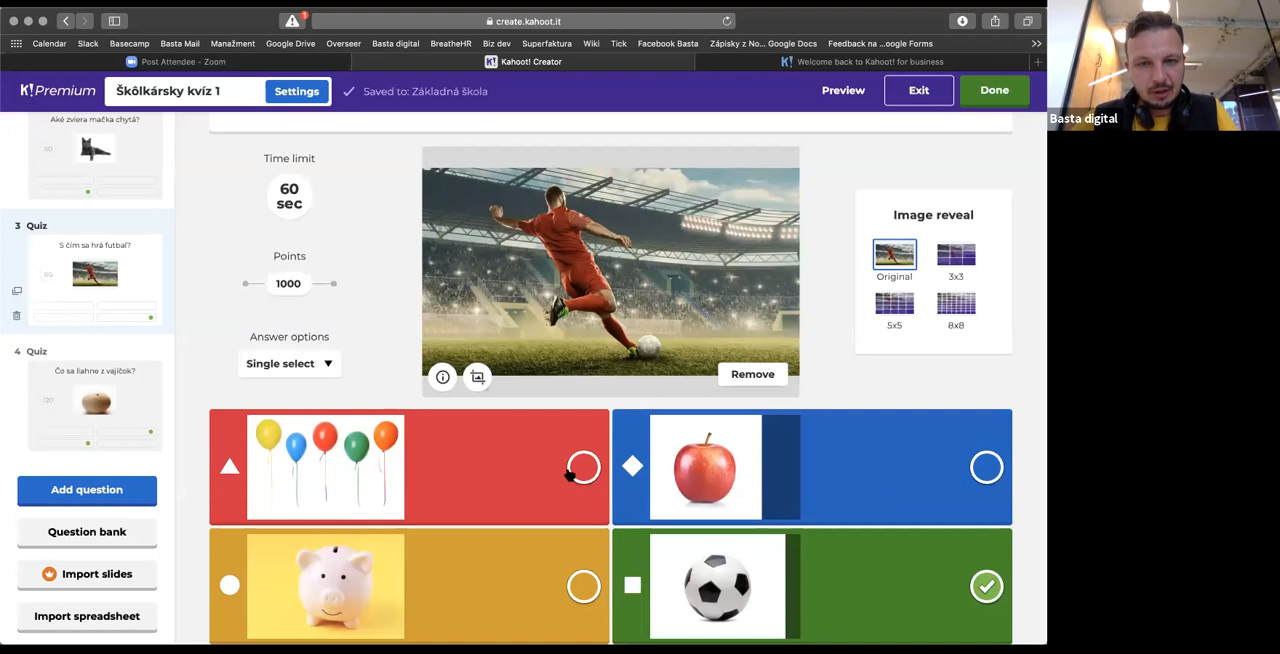 create.kahoot.it
1
Calendar Slack Basecamp Basta Mail Manažment Google Drive Overseer Basta digital BreatheHR Biz dev Superfaktura Wiki Tick Facebook Basta Zápisky z No... Google Docs Feedback na ...oogle Forms >>
Post Attendee - Zoom
K! Kahoot! Creator
K! Welcome back to Kahoot! for business
+
K!Premium
Škôlkársky kvíz 1
Settings
Saved to: Základná škola
Preview
Exit
Done
Basta digital
Aké zviera mačka chytá?
60
3 Quiz
S čím sa hrá futbal?
60
4 Quiz
Čo sa liahne z vajíčok?
120
Add question
Question bank
Import slides
Import spreadsheet
Time limit
60
sec
Points
1000
Answer options
Single select
Remove
Image reveal
Original
3x3
5x5
8x8